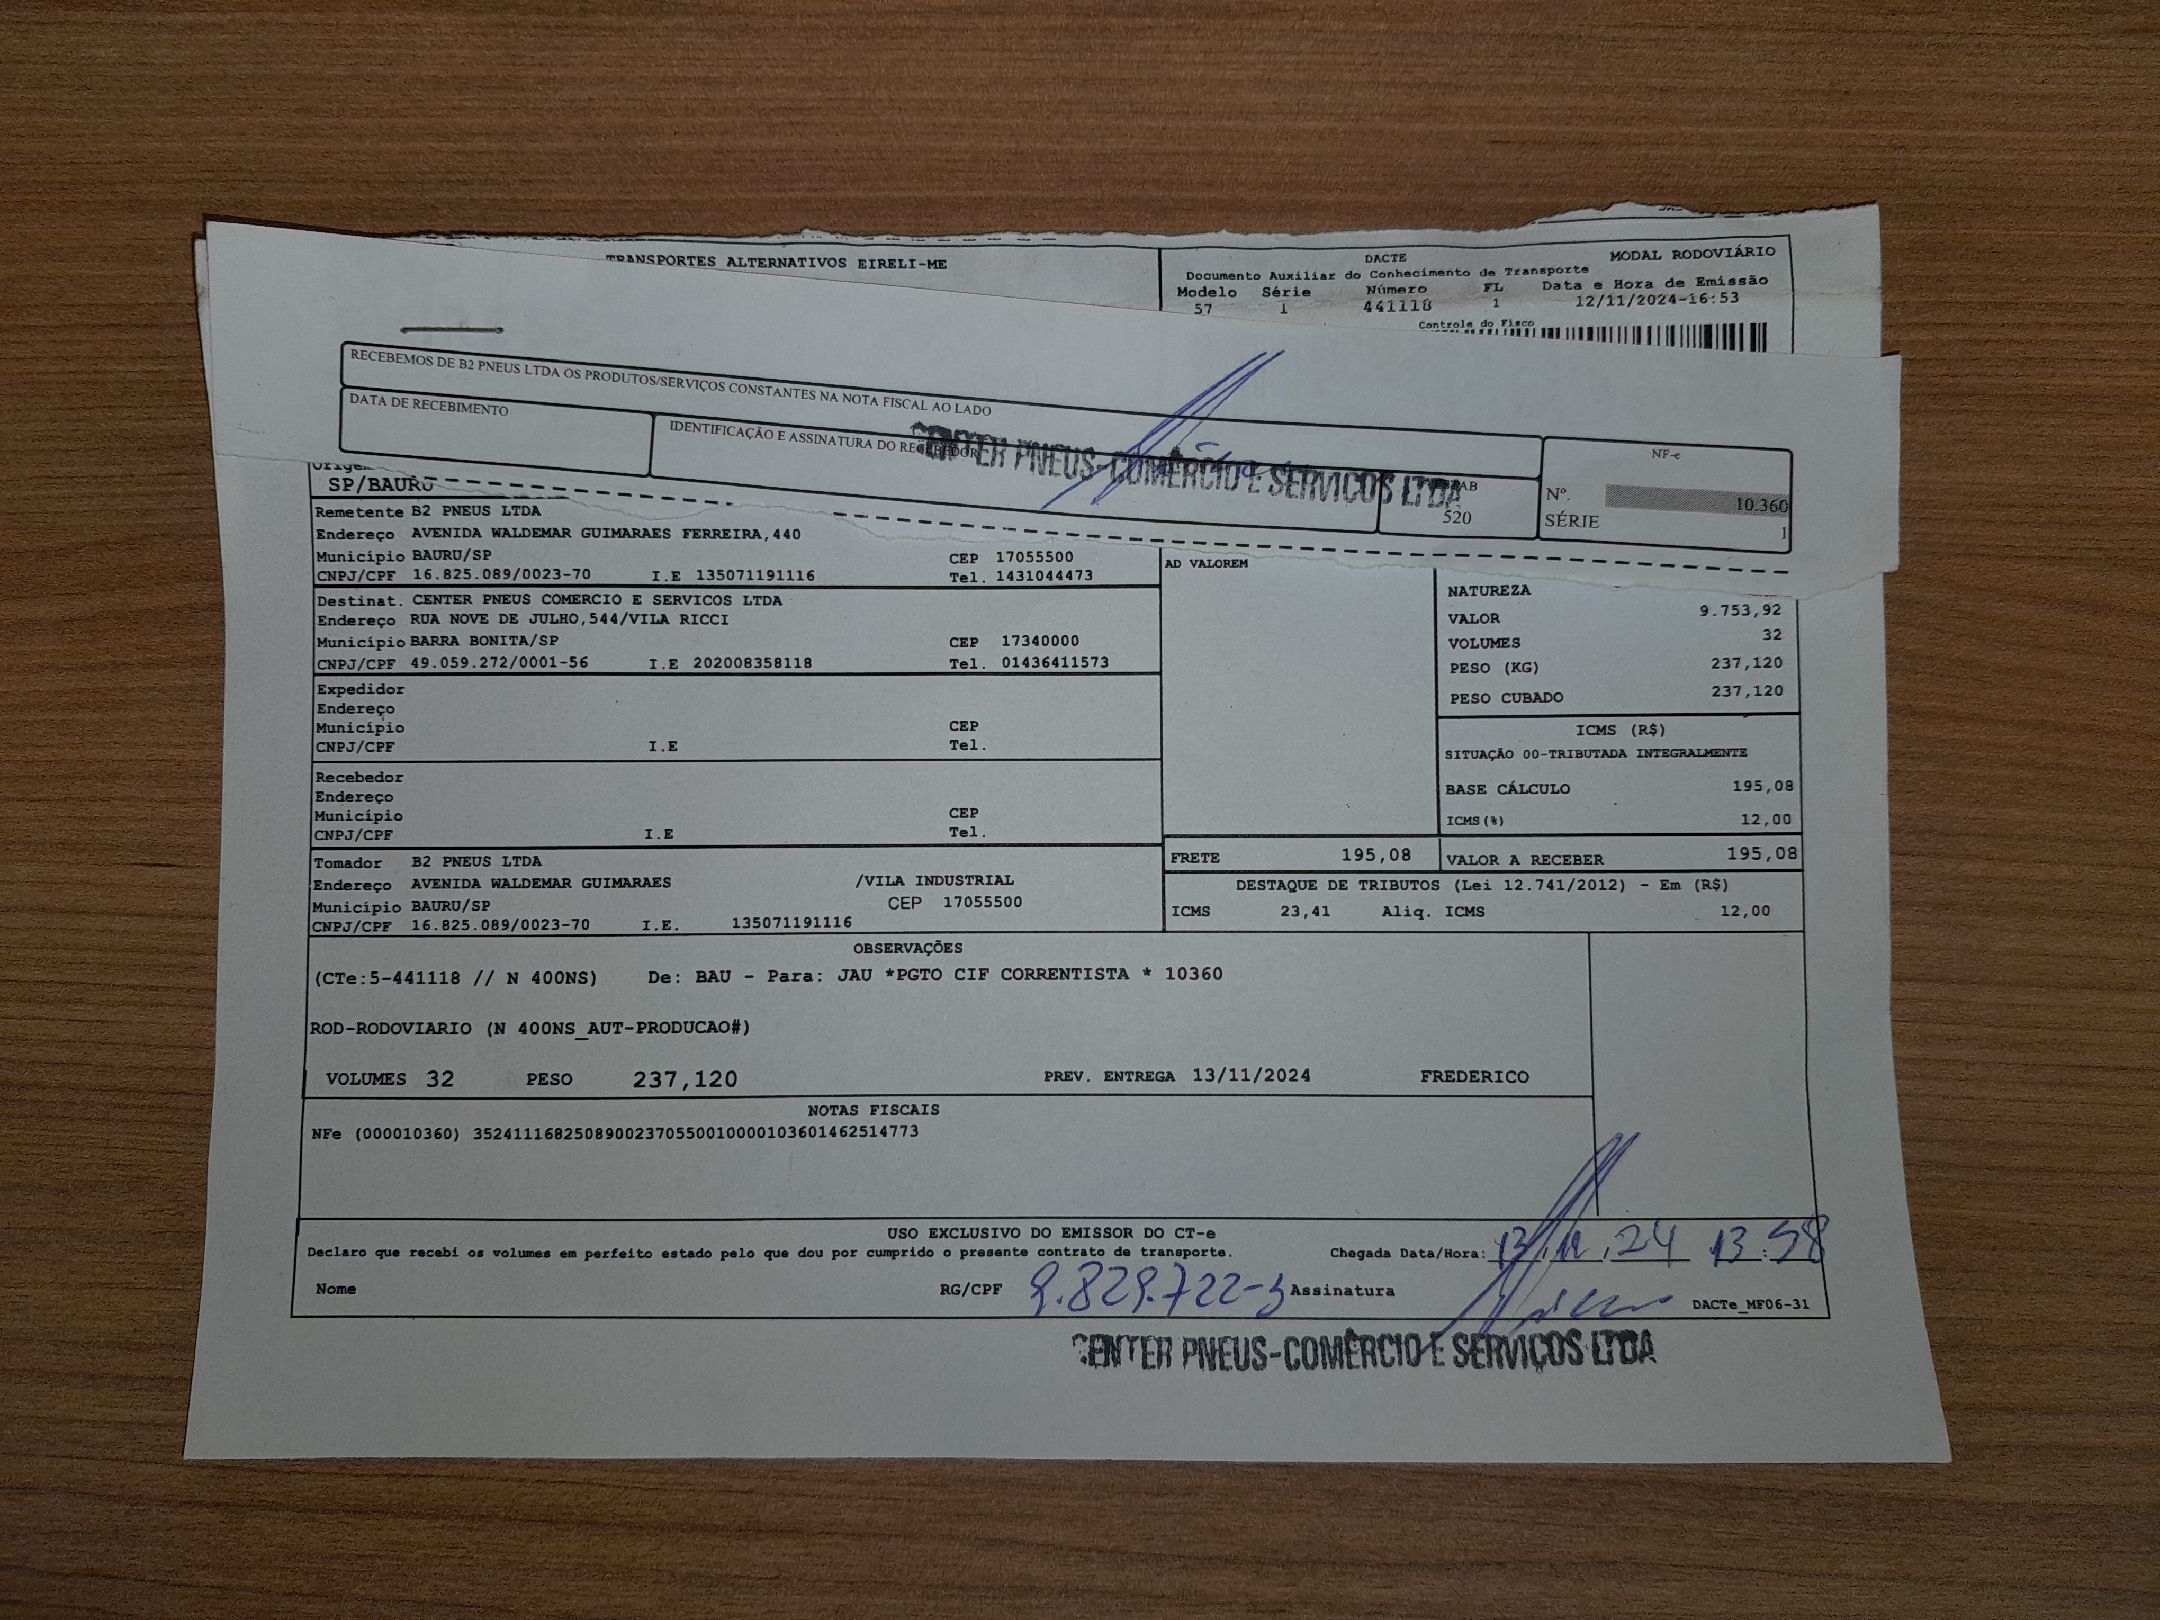 TRANSPORTES ALTERNATIVOS EIRELI-ME
DACTE
MODAL RODOVIÁRIO
Documento Auxiliar do Conhecimento de Transporte
Modelo Série Número FL Data e Hora de Emissão
57 1 441118 1 12/11/2024-16:53
Controle do Fisco
RECEBEMOS DE B2 PNEUS LTDA OS PRODUTOS/SERVIÇOS CONSTANTES NA NOTA FISCAL AO LADO
DATA DE RECEBIMENTO
IDENTIFICAÇÃO E ASSINATURA DO RECEBEDOR
CENTER PNEUS-COMÉRCIO E SERVIÇOS LTDA
520
NF-e
Nº. 10.360
SÉRIE 1
Origem
SP/BAURU
Remetente B2 PNEUS LTDA
Endereço AVENIDA WALDEMAR GUIMARAES FERREIRA,440
Município BAURU/SP CEP 17055500
CNPJ/CPF 16.825.089/0023-70 I.E 135071191116 Tel. 1431044473
Destinat. CENTER PNEUS COMERCIO E SERVICOS LTDA
Endereço RUA NOVE DE JULHO,544/VILA RICCI
Município BARRA BONITA/SP CEP 17340000
CNPJ/CPF 49.059.272/0001-56 I.E 202008358118 Tel. 01436411573
Expedidor
Endereço
Município CEP
CNPJ/CPF I.E Tel.
Recebedor
Endereço
Município CEP
CNPJ/CPF I.E Tel.
Tomador B2 PNEUS LTDA
Endereço AVENIDA WALDEMAR GUIMARAES /VILA INDUSTRIAL
Município BAURU/SP CEP 17055500
CNPJ/CPF 16.825.089/0023-70 I.E. 135071191116
AD VALOREM
NATUREZA
VALOR 9.753,92
VOLUMES 32
PESO (KG) 237,120
PESO CUBADO 237,120
ICMS (R$)
SITUAÇÃO 00-TRIBUTADA INTEGRALMENTE
BASE CÁLCULO 195,08
ICMS(%) 12,00
FRETE 195,08 VALOR A RECEBER 195,08
DESTAQUE DE TRIBUTOS (Lei 12.741/2012) - Em (R$)
ICMS 23,41 Aliq. ICMS 12,00
OBSERVAÇÕES
(CTe:5-441118 // N 400NS) De: BAU - Para: JAU *PGTO CIF CORRENTISTA * 10360
ROD-RODOVIARIO (N 400NS_AUT-PRODUCAO#)
VOLUMES 32 PESO 237,120 PREV. ENTREGA 13/11/2024 FREDERICO
NOTAS FISCAIS
NFe (000010360) 35241116825089002370550010000103601462514773
USO EXCLUSIVO DO EMISSOR DO CT-e
Declaro que recebi os volumes em perfeito estado pelo que dou por cumprido o presente contrato de transporte. Chegada Data/Hora: 13.11.24 13:58
Nome RG/CPF 9.829.722-3 Assinatura
DACTe_MF06-31
CENTER PNEUS-COMÉRCIO E SERVIÇOS LTDA